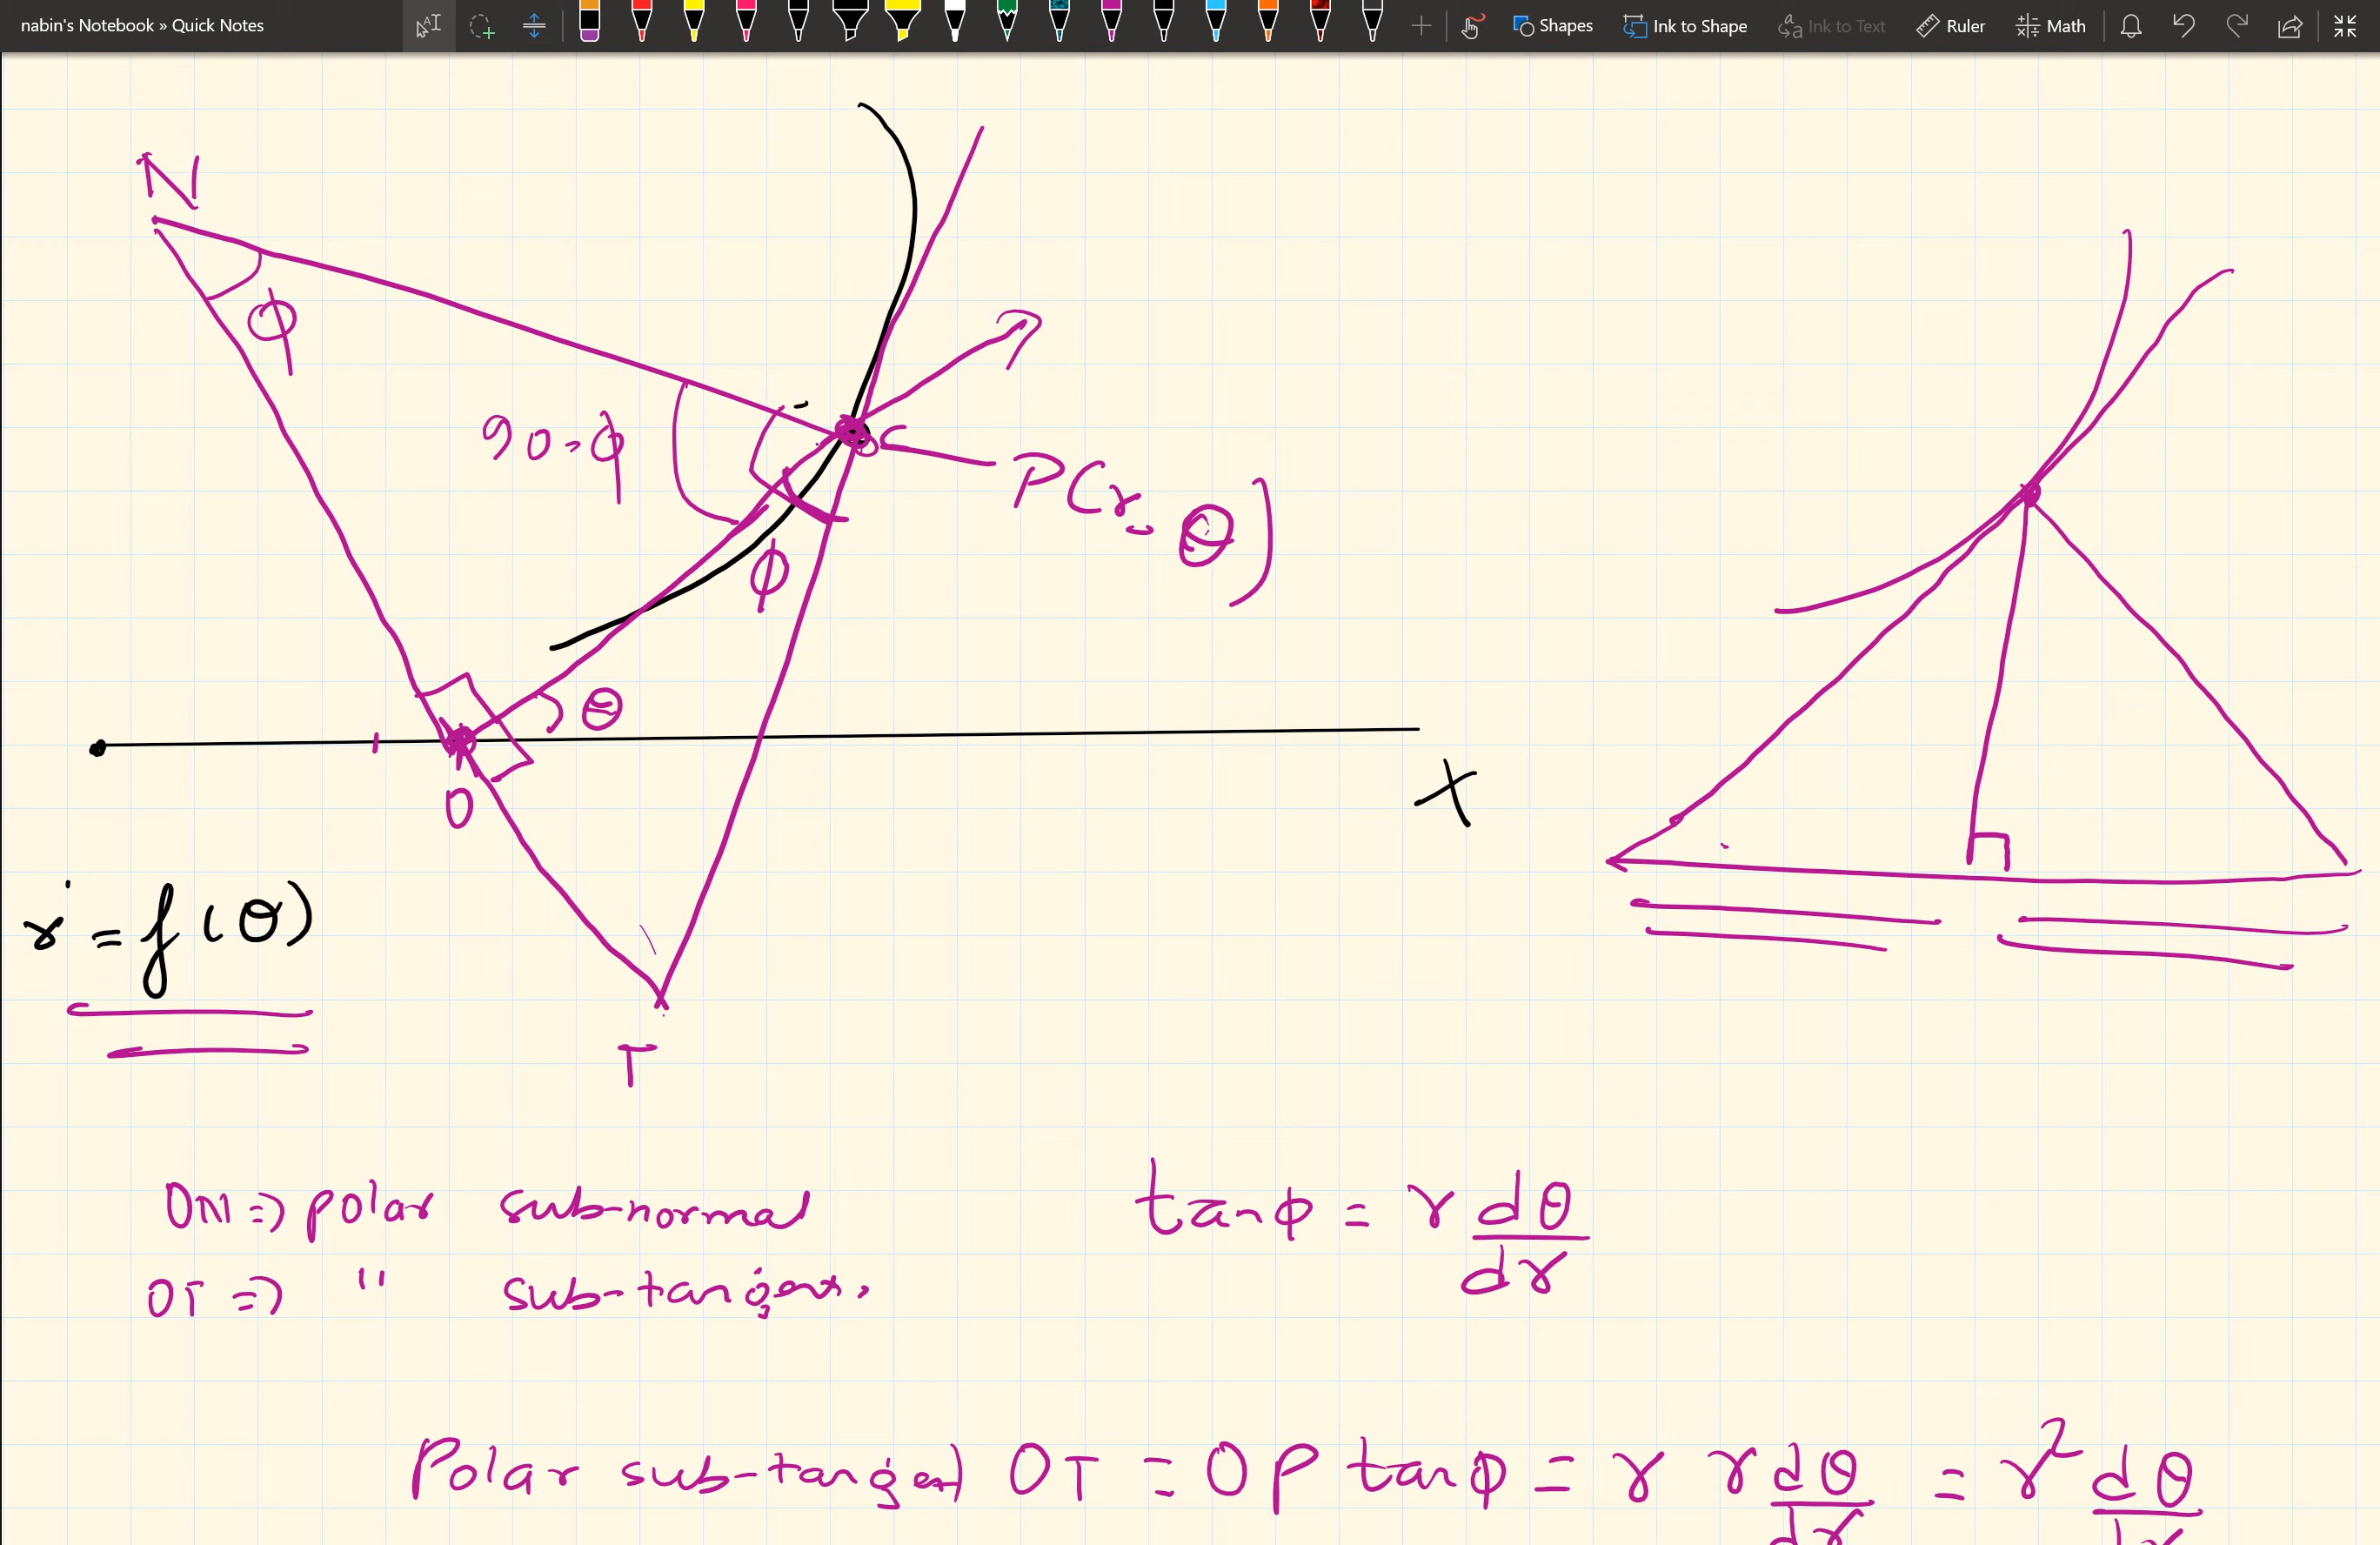 nabin's Notebook » Quick Notes
Shapes
Ink to Shape
Ink to Text
Ruler
Math
N
ϕ
90-ϕ
P(r, θ)
ϕ
θ
O
X
r = f(θ)
T
ON ⇒ polar sub-normal
OT ⇒ " sub-tangent.
tanϕ = r dθ/dr
Polar sub-tangent OT = OP tanϕ = r r dθ/dr = r² dθ/dr